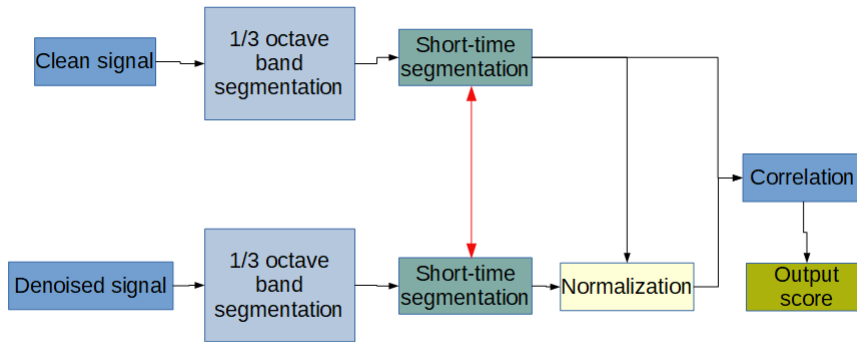 Clean signal
1/3 octave
band
segmentation
Short-time
segmentation
Correlation
Denoised signal
1/3 octave
band
segmentation
Short-time
segmentation
Normalization
Output
score